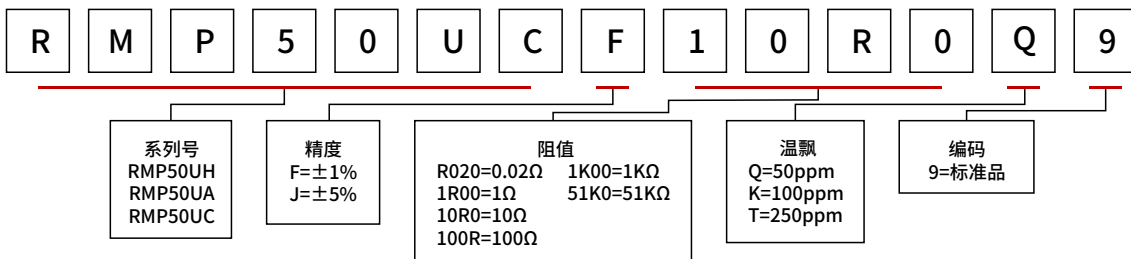 R M P 5 0 U C F 1 0 R 0 Q 9
系列号
RMP50UH
RMP50UA
RMP50UC
精度
F=±1%
J=±5%
阻值
R020=0.02Ω 1K00=1KΩ
1R00=1Ω 51K0=51KΩ
10R0=10Ω
100R=100Ω
温飘
Q=50ppm
K=100ppm
T=250ppm
编码
9=标准品